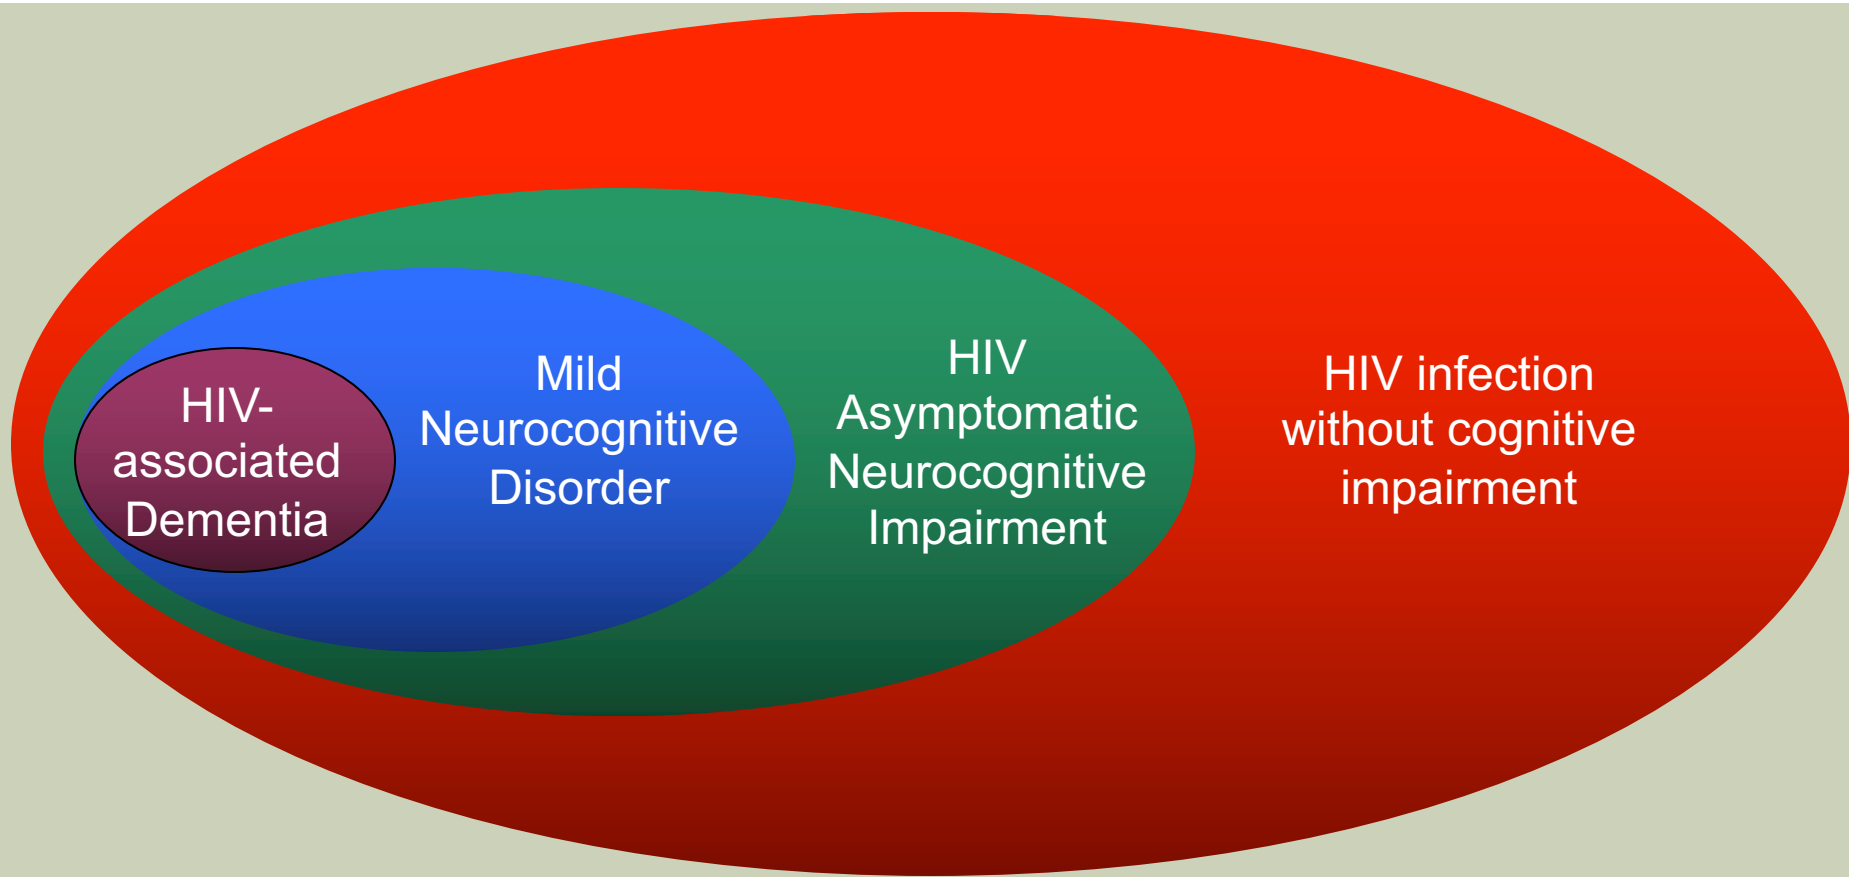 HIV-
associated
Dementia
Mild
Neurocognitive
Disorder
HIV
Asymptomatic
Neurocognitive
Impairment
HIV infection
without cognitive
impairment